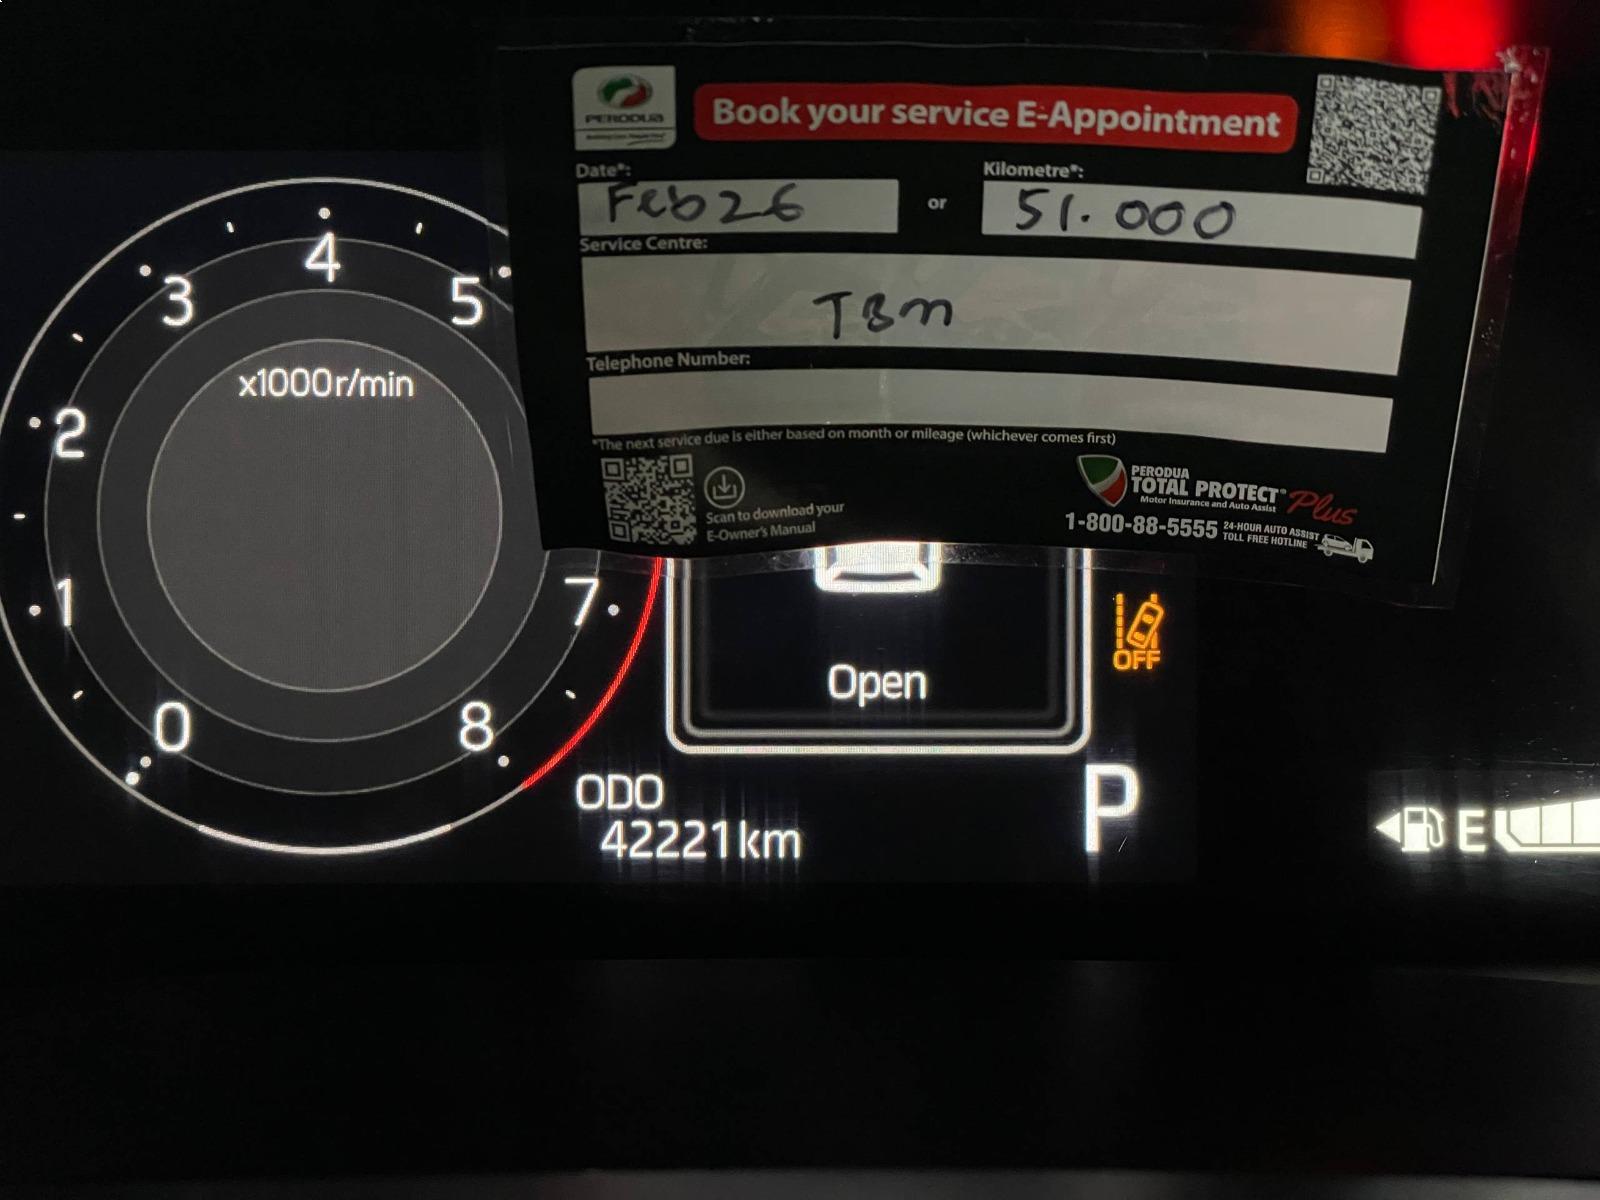 PERODUA
Book your service E-Appointment
Date*:
Feb 26
or
Kilometre*:
51.000
Service Centre:
TBM
Telephone Number:
*The next service due is either based on month or mileage (whichever comes first)
Scan to download your
E-Owner's Manual
PERODUA
TOTAL PROTECT Plus
Motor Insurance and Auto Assist
1-800-88-5555
24-HOUR AUTO ASSIST
TOLL FREE HOTLINE
4
3
5
x1000r/min
2
1
7
0
8
Open
OFF
ODO
42221km
P
E